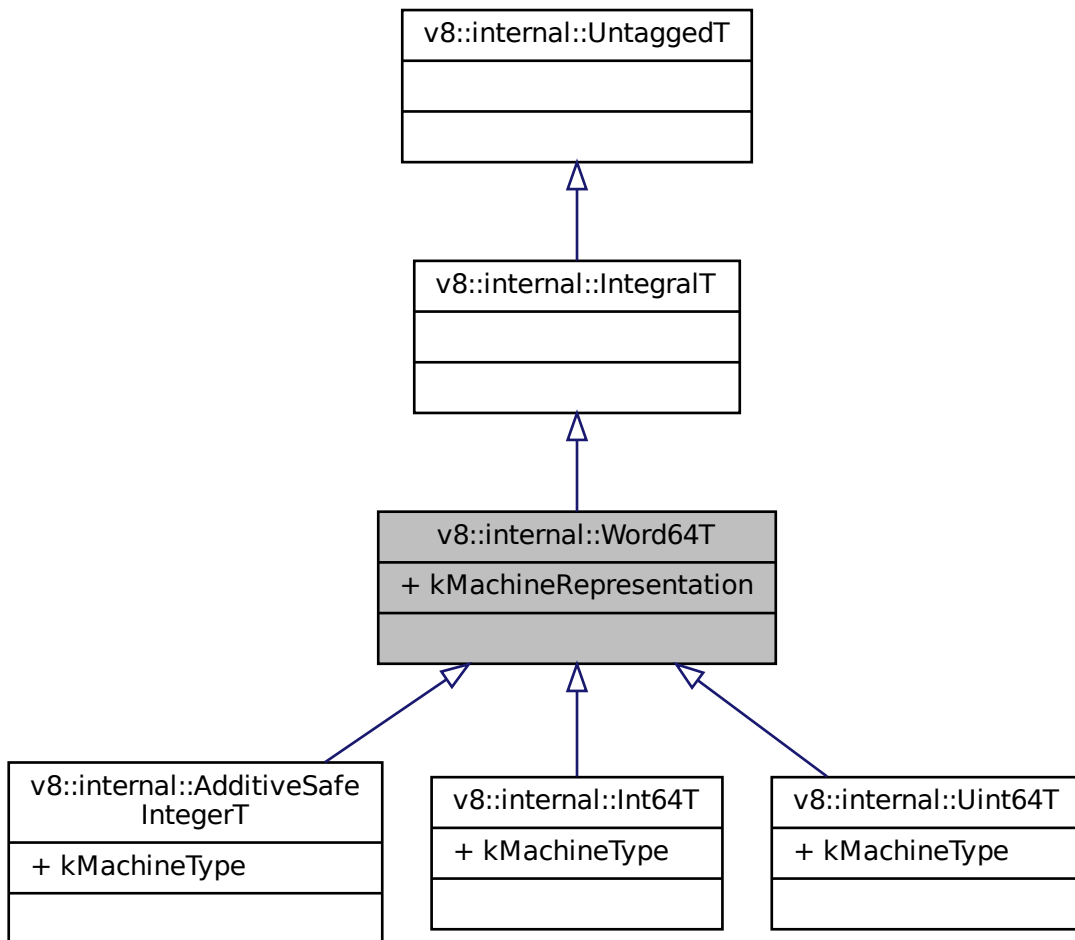 v8::internal::UntaggedT
v8::internal::IntegralT
v8::internal::Word64T
+ kMachineRepresentation
v8::internal::AdditiveSafe
IntegerT
+ kMachineType
v8::internal::Int64T
+ kMachineType
v8::internal::Uint64T
+ kMachineType